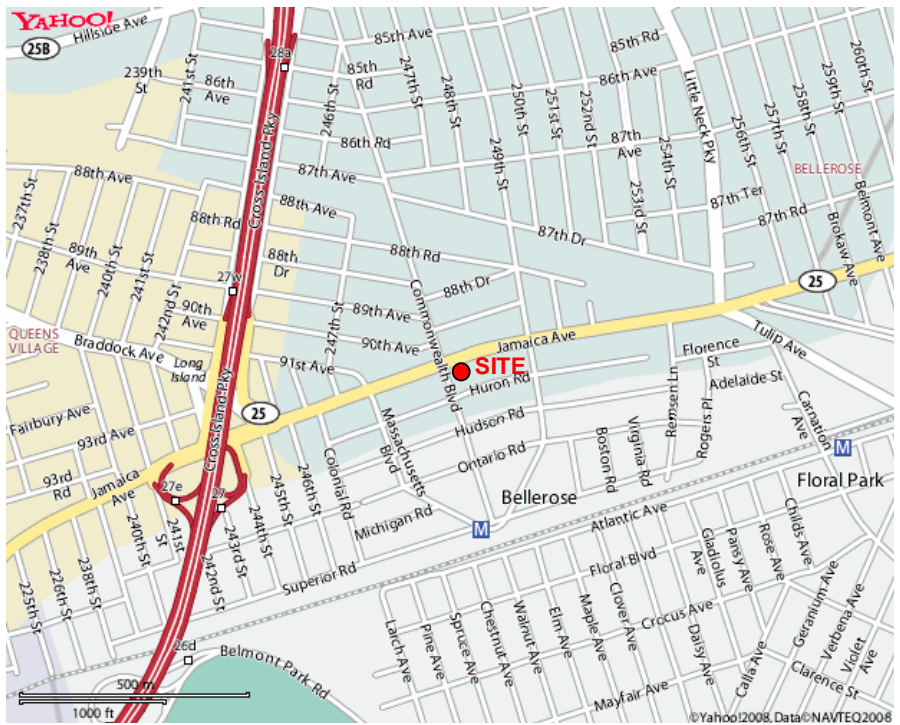 YAHOO!
Hillside Ave
25B
28a
85th Ave
85th Rd
239th
St
241st St
86th
Ave
85th
Rd
247th St
248th St
86th Ave
Little Neck Pky
260th St
259th St
258th St
257th St
256th St
246th St
250th St
251st St
252nd St
Cross Island Pky
86th Rd
249th St
87th
Ave
254th St
253rd St
BELLEROSE
88th Ave
87th Ave
87th Ter
87th Rd
Belmont Ave
Brokaw Ave
237th St
238th St
88th Rd
88th Ave
87th Dr
89th
Ave
240th St
241st St
88th
Dr
88th Rd
88th Dr
27w
242nd St
90th
Ave
247th St
89th Ave
Commonwealth Blvd
25
QUEENS
VILLAGE
Braddock Ave
Long
Island
90th Ave
91st Ave
Jamaica Ave
SITE
Huron Rd
Tulip Ave
Florence
St
Adelaide St
Cross Island Pky
25
Fairbury Ave
93rd Ave
93rd
Rd
Jamaica
Ave
Massachusetts
Blvd
Hudson Rd
Ontario Rd
Boston
Rd
Virginia
Rd
Remsen Ln
Rogers Pl
Carnation
Ave
M
Floral Park
27e
27
245th St
246th St
Colonial Rd
Michigan Rd
Bellerose
M
Atlantic Ave
241st
St
240th St
243rd St
244th St
242nd St
238th St
226th St
225th St
Superior Rd
Floral Blvd
Gladiolus
Ave
Pansy Ave
Rose Ave
Childs Ave
26d
Belmont Park Rd
Larch Ave
Pine Ave
Spruce Ave
Chestnut Ave
Walnut Ave
Elm Ave
Maple Ave
Clover Ave
Crocus Ave
Daisy Ave
Calla Ave
Geranium Ave
Verbena Ave
Violet
Ave
Clarence St
Mayfair Ave
500 m
1000 ft
©Yahoo!2008, Data©NAVTEQ2008